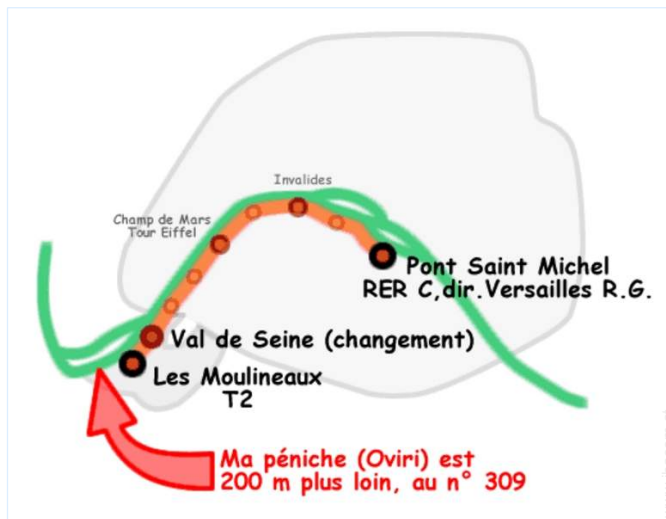 Invalides
Champ de Mars
Tour Eiffel
Pont Saint Michel
RER C,dir.Versailles R.G.
Val de Seine (changement)
Les Moulineaux
T2
Ma péniche (Oviri) est
200 m plus loin, au n° 309